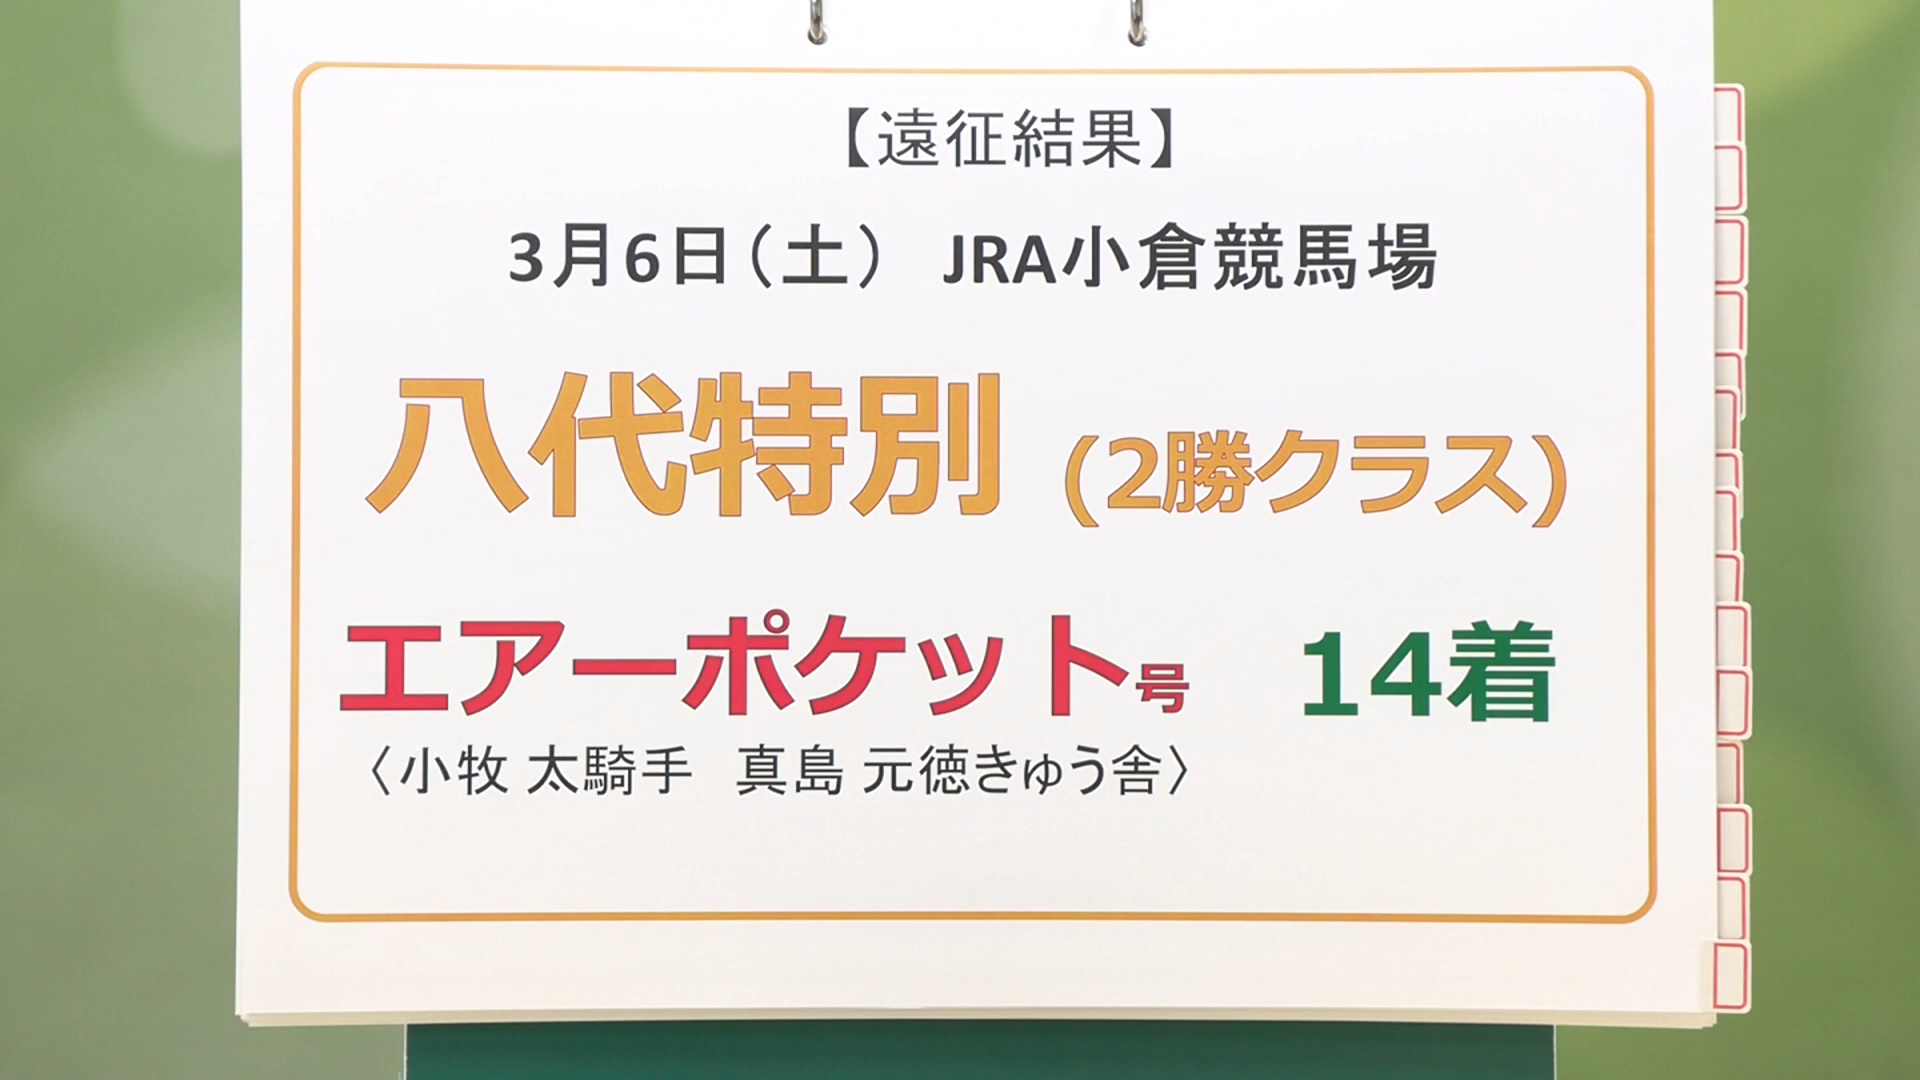 【遠征結果】
3月6日（土） JRA小倉競馬場
八代特別 (2勝クラス)
エアーポケット号 14着
〈小牧 太騎手 真島 元徳きゅう舎〉